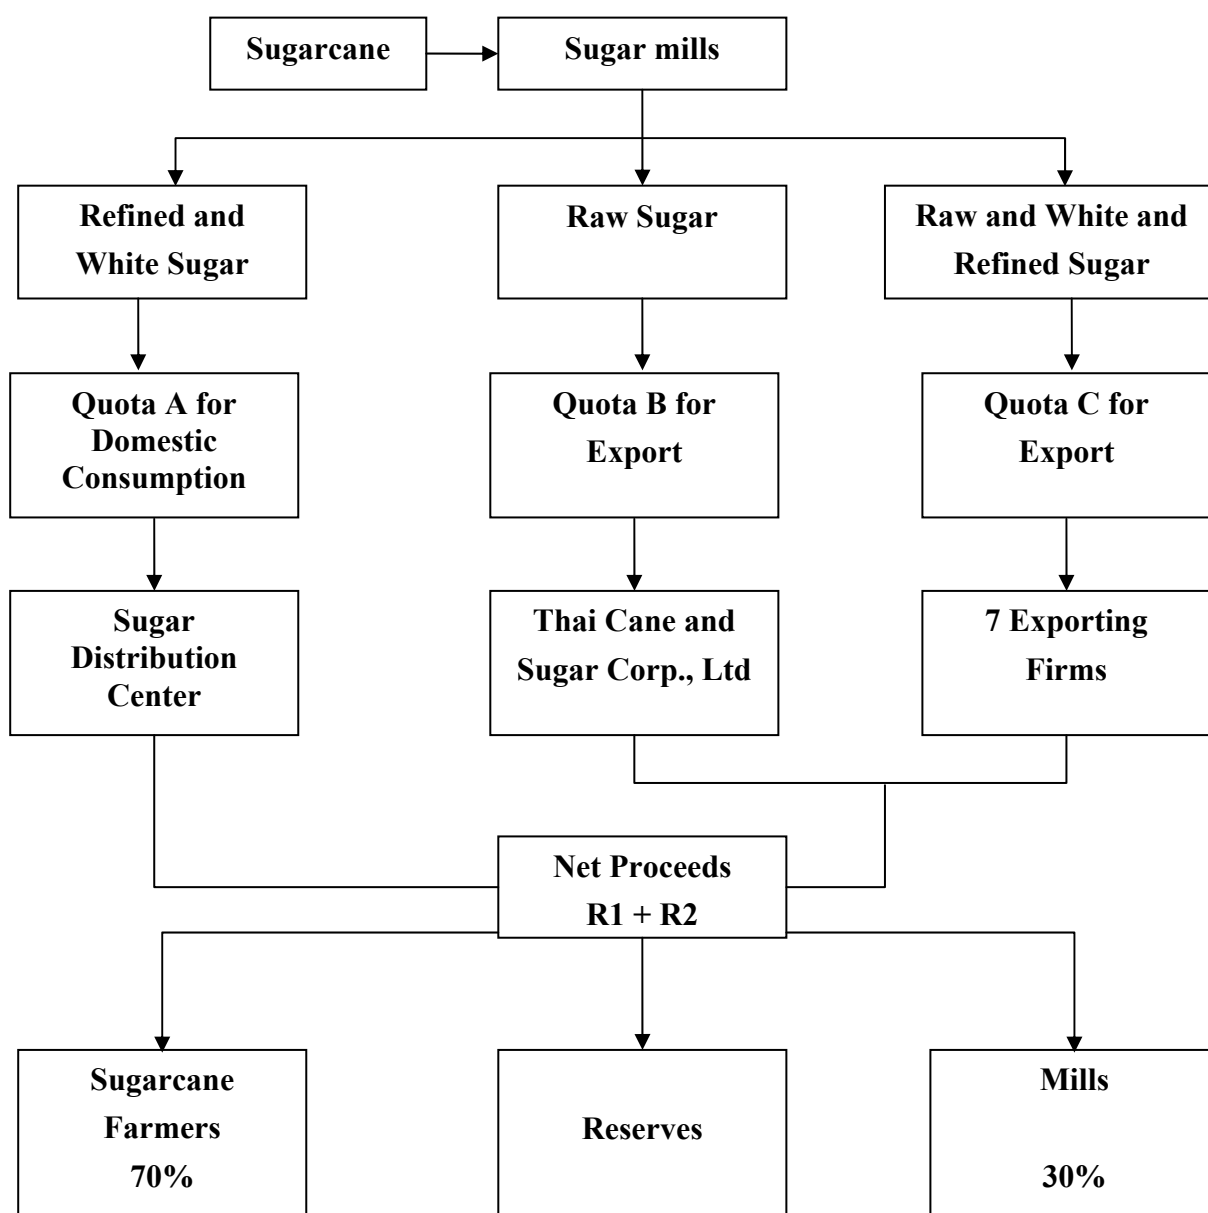 Sugarcane
Sugar mills
Refined and
White Sugar
Raw Sugar
Raw and White and
Refined Sugar
Quota A for
Domestic
Consumption
Quota B for
Export
Quota C for
Export
Sugar
Distribution
Center
Thai Cane and
Sugar Corp., Ltd
7 Exporting
Firms
Net Proceeds
R1 + R2
Sugarcane
Farmers
70%
Reserves
Mills
30%